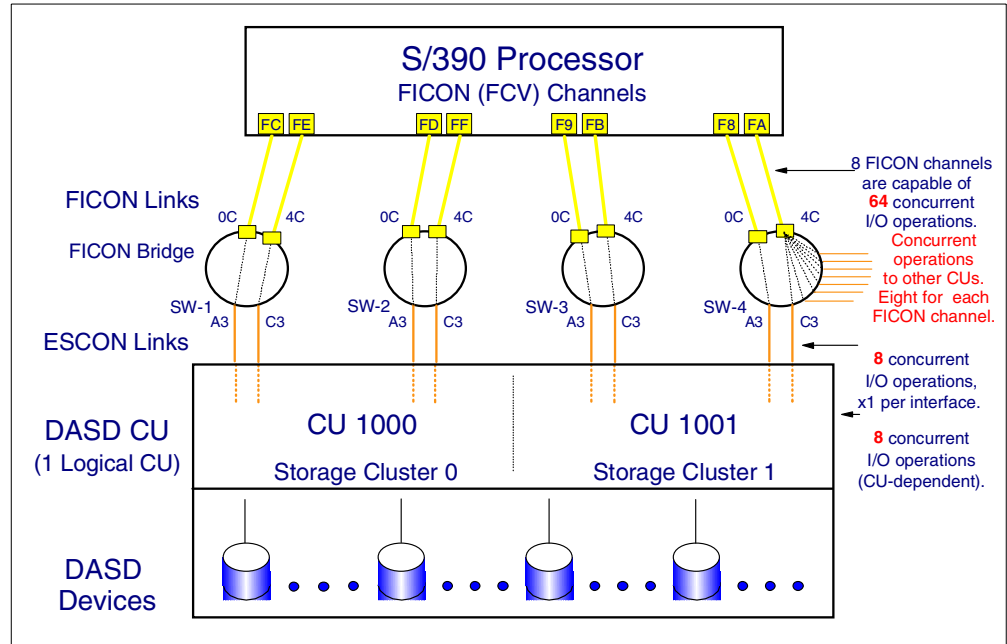 S/390 Processor
FICON (FCV) Channels
FC FE FD FF F9 FB F8 FA
FICON Links
0C 4C 0C 4C 0C 4C 0C 4C
8 FICON channels
are capable of
64 concurrent
I/O operations.
FICON Bridge
Concurrent
operations
to other CUs.
Eight for each
FICON channel.
SW-1 SW-2 SW-3 SW-4
A3 C3 A3 C3 A3 C3 A3 C3
ESCON Links
8 concurrent
I/O operations,
x1 per interface.
DASD CU
(1 Logical CU)
CU 1000 CU 1001
Storage Cluster 0 Storage Cluster 1
8 concurrent
I/O operations
(CU-dependent).
DASD
Devices